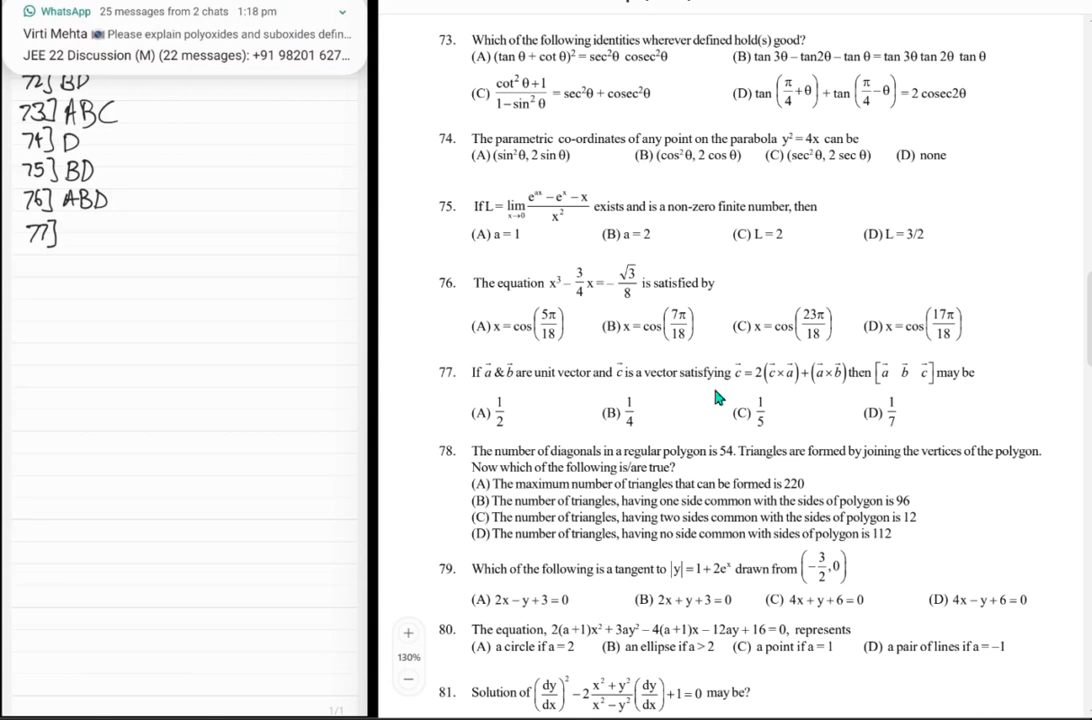 WhatsApp 25 messages from 2 chats 1:18 pm
Virti Mehta 📷 Please explain polyoxides and suboxides defin...
JEE 22 Discussion (M) (22 messages): +91 98201 627...
72] BD
73] ABC
74] D
75] BD
76] ABD
77]
1/1
73. Which of the following identities wherever defined hold(s) good?
(A) (tan θ + cot θ)² = sec²θ cosec²θ (B) tan 3θ – tan2θ – tan θ = tan 3θ tan 2θ tan θ
(C) (cot² θ+1)/(1–sin² θ) = sec²θ + cosec²θ (D) tan (π/4 + θ) + tan (π/4 – θ) = 2 cosec2θ
74. The parametric co-ordinates of any point on the parabola y² = 4x can be
(A) (sin²θ, 2 sin θ) (B) (cos²θ, 2 cos θ) (C) (sec²θ, 2 sec θ) (D) none
75. If L = lim x→0 (e^ax – e^x – x)/x² exists and is a non-zero finite number, then
(A) a = 1 (B) a = 2 (C) L = 2 (D) L = 3/2
76. The equation x³ – 3/4 x = – √3/8 is satisfied by
(A) x = cos(5π/18) (B) x = cos(7π/18) (C) x = cos(23π/18) (D) x = cos(17π/18)
77. If a⃗ & b⃗ are unit vector and c⃗ is a vector satisfying c⃗ = 2(c⃗ × a⃗) + (a⃗ × b⃗) then [a⃗ b⃗ c⃗] may be
(A) 1/2 (B) 1/4 (C) 1/5 (D) 1/7
78. The number of diagonals in a regular polygon is 54. Triangles are formed by joining the vertices of the polygon.
Now which of the following is/are true?
(A) The maximum number of triangles that can be formed is 220
(B) The number of triangles, having one side common with the sides of polygon is 96
(C) The number of triangles, having two sides common with the sides of polygon is 12
(D) The number of triangles, having no side common with sides of polygon is 112
79. Which of the following is a tangent to |y| = 1 + 2e^x drawn from (–3/2, 0)
(A) 2x – y + 3 = 0 (B) 2x + y + 3 = 0 (C) 4x + y + 6 = 0 (D) 4x – y + 6 = 0
80. The equation, 2(a +1)x² + 3ay² – 4(a +1)x – 12ay + 16 = 0, represents
(A) a circle if a = 2 (B) an ellipse if a > 2 (C) a point if a = 1 (D) a pair of lines if a = –1
130%
81. Solution of (dy/dx)² – 2 (x² + y²)/(x² – y²) (dy/dx) + 1 = 0 may be?